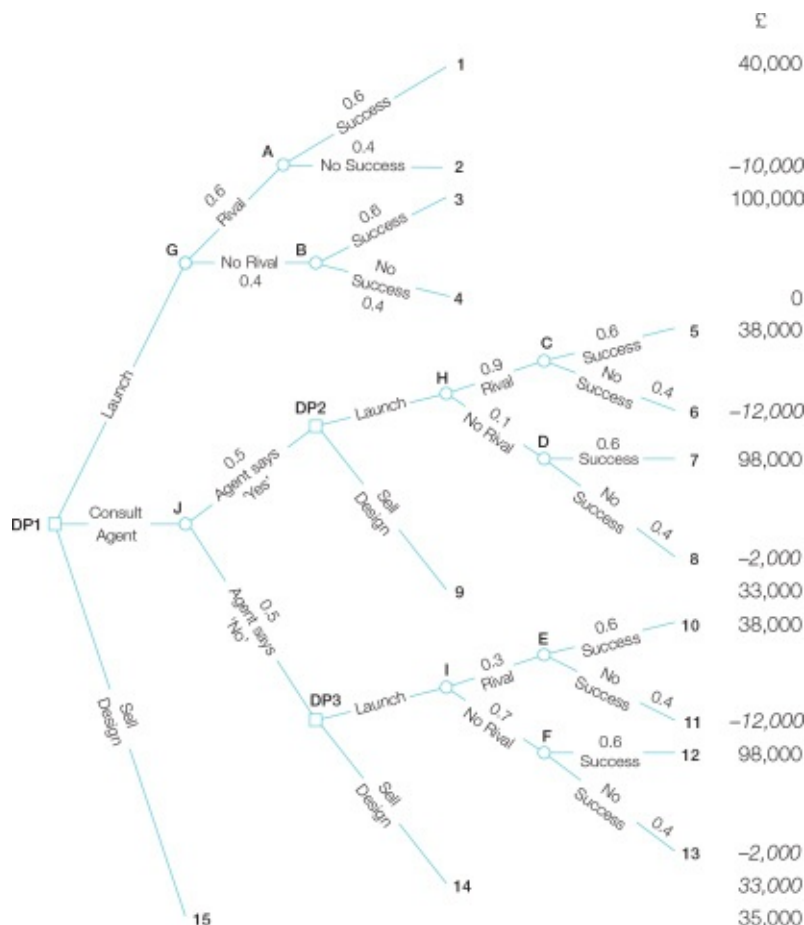 £
1 40,000
0.6
Success
A
0.4
No Success 2 -10,000
0.6
Rival
3 100,000
0.6
Success
G
No Rival
0.4
B
No
Success
0.4
4 0
5 38,000
0.6
Success
C
0.9
Rival
H
No
Success
0.4
6 -12,000
Launch
DP2
Launch
0.1
No Rival
D
0.6
Success
7 98,000
0.5
Agent says
'Yes'
No
Success
0.4
8 -2,000
Sell
Design
DP1
Consult
Agent
J
9 33,000
0.5
Agent says
'No'
10 38,000
0.6
Success
E
0.3
Rival
I
No
Success
0.4
11 -12,000
DP3
Launch
0.7
No Rival
F
0.6
Success
12 98,000
Sell
Design
No
Success
0.4
13 -2,000
Sell
Design
14 33,000
15 35,000